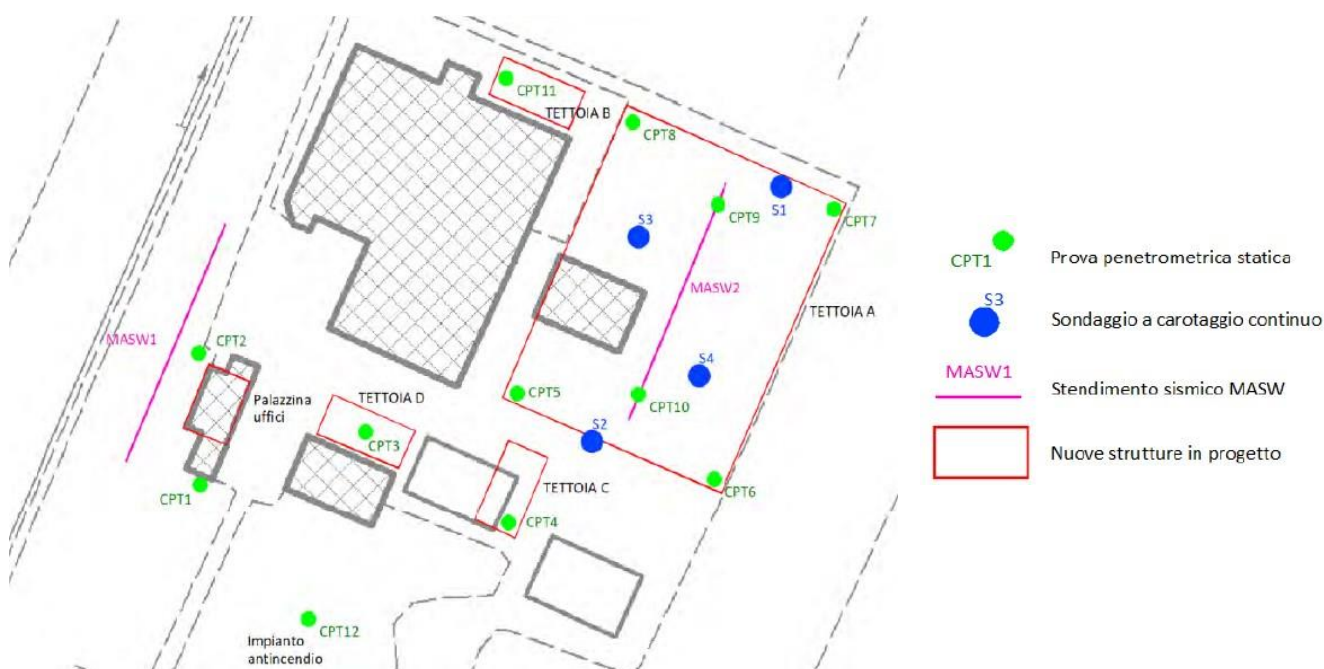 CPT11
TETTOIA B
CPT8
S1
CPT9
CPT7
S3
MASW2
TETTOIA A
MASW1
CPT2
S4
Palazzina
uffici
TETTOIA D
CPT5
CPT10
CPT3
S2
CPT1
TETTOIA C
CPT6
CPT4
CPT12
Impianto
antincendio
CPT1
Prova penetrometrica statica
S3
Sondaggio a carotaggio continuo
MASW1
Stendimento sismico MASW
Nuove strutture in progetto